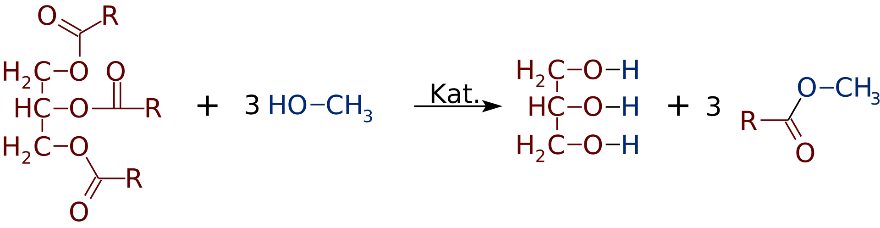 O R
H2C–O O
HC–O R + 3 HO–CH3 Kat. H2C–O–H HC–O–H H2C–O–H + 3 R O–CH3 O
H2C–O
R
O